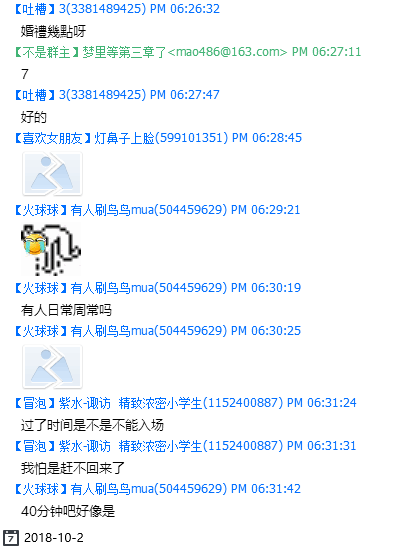 【吐槽】3(3381489425) PM 06:26:32
婚禮幾點呀
【不是群主】梦里等第三章了<mao486@163.com> PM 06:27:11
7
【吐槽】3(3381489425) PM 06:27:47
好的
【喜欢女朋友】灯鼻子上脸(599101351) PM 06:28:45
【火球球】有人刷鸟鸟mua(504459629) PM 06:29:21
【火球球】有人刷鸟鸟mua(504459629) PM 06:30:19
有人日常周常吗
【火球球】有人刷鸟鸟mua(504459629) PM 06:30:25
【冒泡】紫水-诹访  精致浓密小学生(1152400887) PM 06:31:24
过了时间是不是不能入场
【冒泡】紫水-诹访  精致浓密小学生(1152400887) PM 06:31:31
我怕是赶不回来了
【火球球】有人刷鸟鸟mua(504459629) PM 06:31:42
40分钟吧好像是
7 2018-10-2